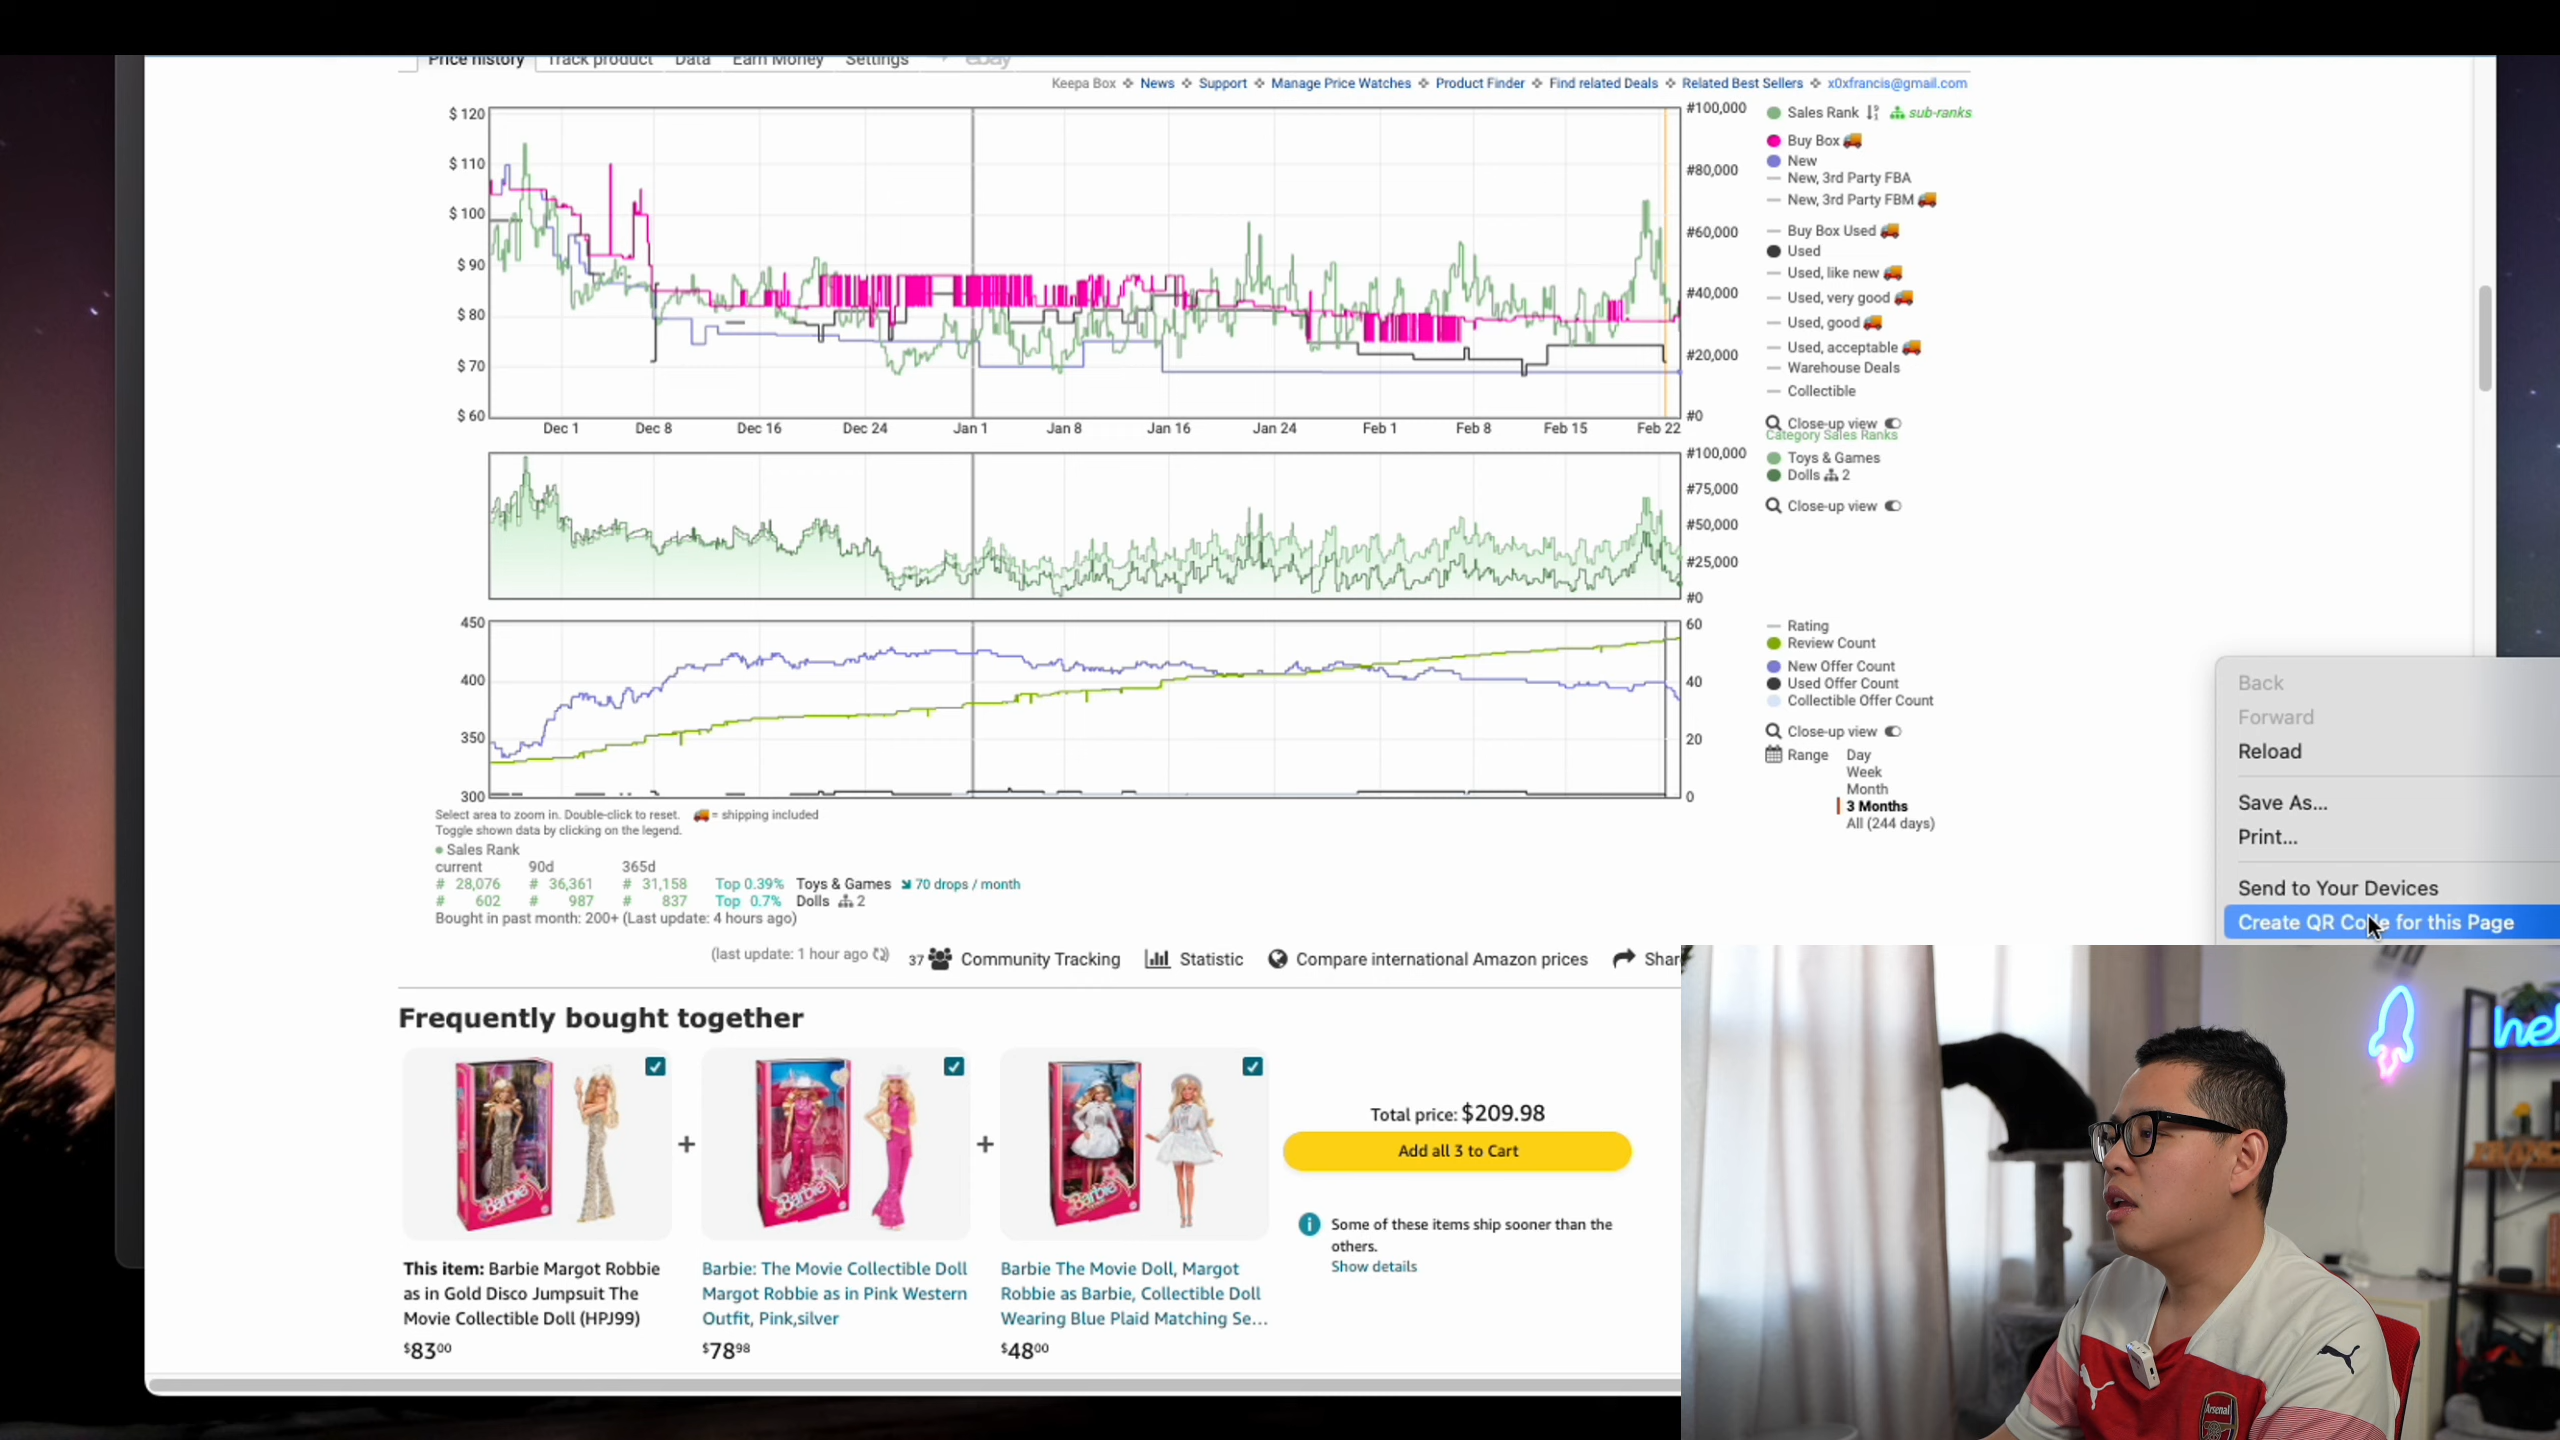 Price history Track product Data Earn Money Settings ebay
Keepa Box News Support Manage Price Watches Product Finder Find related Deals Related Best Sellers x0xfrancis@gmail.com
$ 120
$ 110
$ 100
$ 90
$ 80
$ 70
$ 60
#100,000
#80,000
#60,000
#40,000
#20,000
#0
Dec 1 Dec 8 Dec 16 Dec 24 Jan 1 Jan 8 Jan 16 Jan 24 Feb 1 Feb 8 Feb 15 Feb 22
Sales Rank sub-ranks
Buy Box
New
New, 3rd Party FBA
New, 3rd Party FBM
Buy Box Used
Used
Used, like new
Used, very good
Used, good
Used, acceptable
Warehouse Deals
Collectible
Close-up view
Category Sales Ranks
#100,000
#75,000
#50,000
#25,000
#0
Toys & Games
Dolls 2
Close-up view
450
400
350
300
60
40
20
0
Rating
Review Count
New Offer Count
Used Offer Count
Collectible Offer Count
Close-up view
Range Day
Week
Month
3 Months
All (244 days)
Select area to zoom in. Double-click to reset. = shipping included
Toggle shown data by clicking on the legend.
Sales Rank
current 90d 365d
# 28,076 # 36,361 # 31,158 Top 0.39% Toys & Games 70 drops / month
# 602 # 987 # 837 Top 0.7% Dolls 2
Bought in past month: 200+ (Last update: 4 hours ago)
(last update: 1 hour ago ) 37 Community Tracking Statistic Compare international Amazon prices Shar
Back
Forward
Reload
Save As...
Print...
Send to Your Devices
Create QR Code for this Page
Frequently bought together
Barbie
Barbie
Barbie
+
+
This item: Barbie Margot Robbie
as in Gold Disco Jumpsuit The
Movie Collectible Doll (HPJ99)
$8300
Barbie: The Movie Collectible Doll
Margot Robbie as in Pink Western
Outfit, Pink,silver
$7898
Barbie The Movie Doll, Margot
Robbie as Barbie, Collectible Doll
Wearing Blue Plaid Matching Se...
$4800
Total price: $209.98
Add all 3 to Cart
Some of these items ship sooner than the
others.
Show details
hel
FRANC
Arsenal